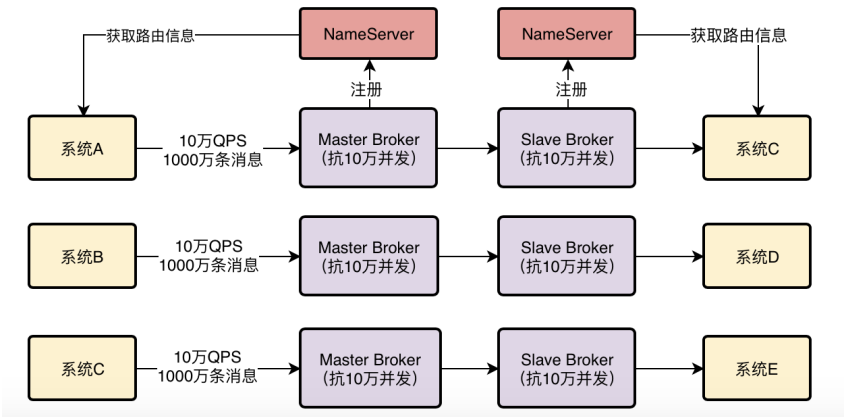 NameServer
NameServer
获取路由信息
获取路由信息
注册
注册
系统A
10万QPS
1000万条消息
Master Broker
（抗10万并发）
Slave Broker
（抗10万并发）
系统C
系统B
10万QPS
1000万条消息
Master Broker
（抗10万并发）
Slave Broker
（抗10万并发）
系统D
系统C
10万QPS
1000万条消息
Master Broker
（抗10万并发）
Slave Broker
（抗10万并发）
系统E